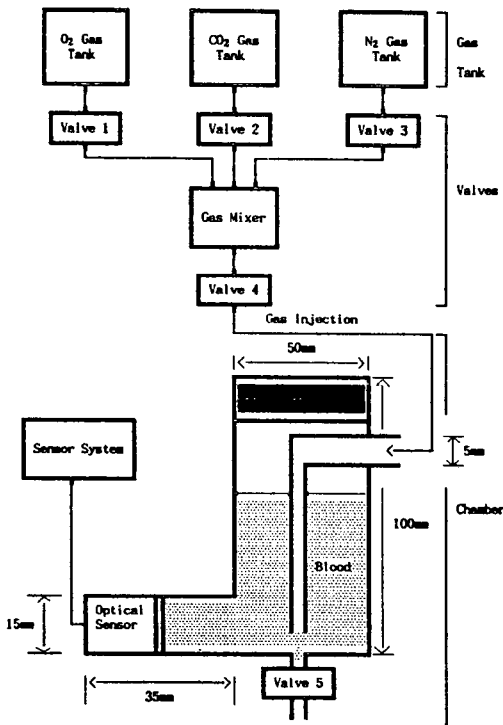 O₂ Gas
Tank
CO₂ Gas
Tank
N₂ Gas
Tank
Gas
Tank
Valve 1
Valve 2
Valve 3
Valves
Gas Mixer
Valve 4
Gas Injection
50mm
Sensor System
5mm
100mm
Chamber
Blood
15mm
Optical
Sensor
35mm
Valve 5